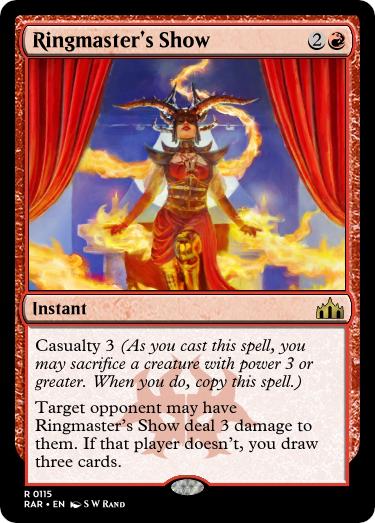 Ringmaster's Show 2
Instant
Casualty 3 (As you cast this spell, you
may sacrifice a creature with power 3 or
greater. When you do, copy this spell.)
Target opponent may have
Ringmaster's Show deal 3 damage to
them. If that player doesn't, you draw
three cards.
R 0115
RAR • EN S W RAND